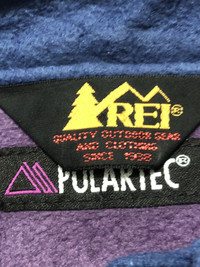 REI®
QUALITY OUTDOOR GEAR
AND CLOTHING
SINCE 1938
POLARTEC®